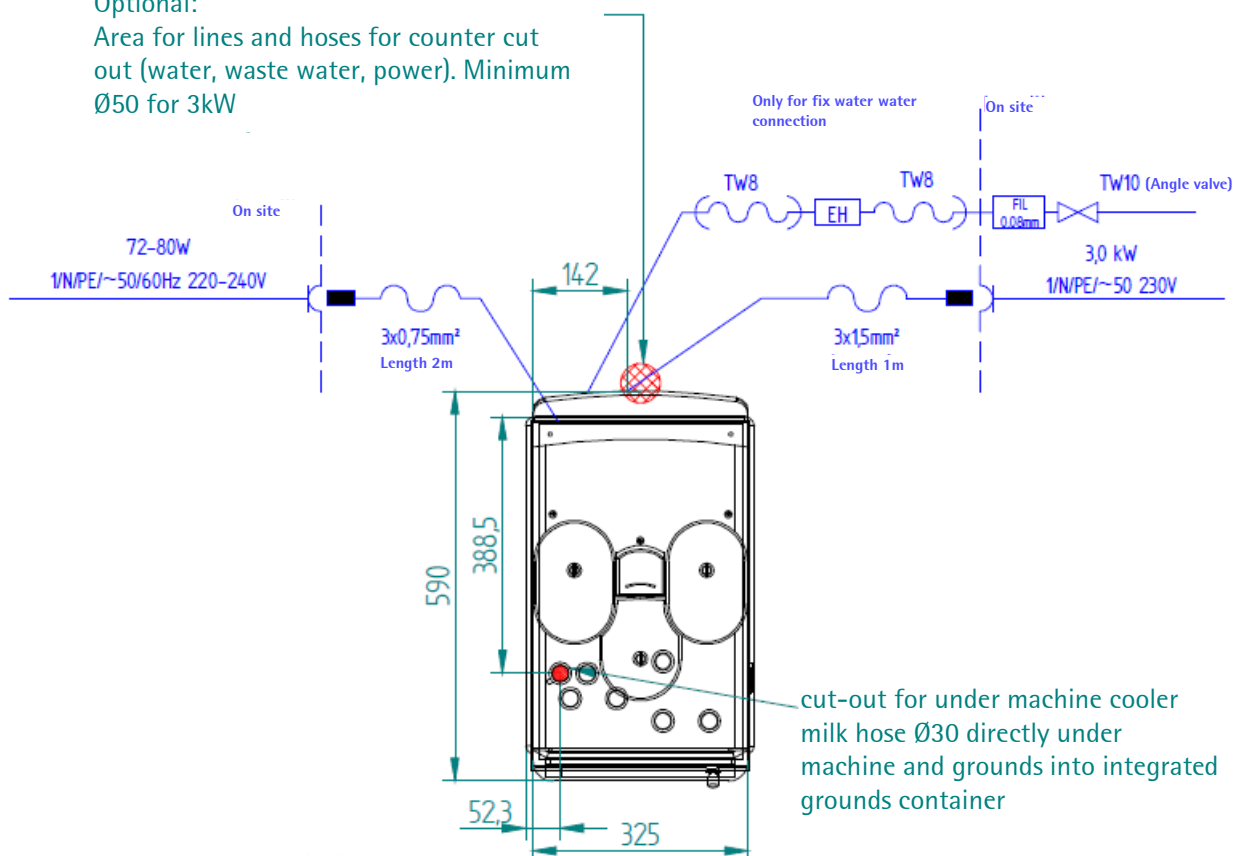 Optional:
Area for lines and hoses for counter cut
out (water, waste water, power). Minimum
Ø50 for 3kW
Only for fix water water
connection
On site
TW8
TW8
TW10 (Angle valve)
EH
FIL
0.08mm
On site
72-80W
1/N/PE/~50/60Hz 220-240V
3,0 kW
1/N/PE/~50 230V
142
3x0,75mm²
Length 2m
3x1,5mm²
Length 1m
388,5
590
cut-out for under machine cooler
milk hose Ø30 directly under
machine and grounds into integrated
grounds container
52,3
325